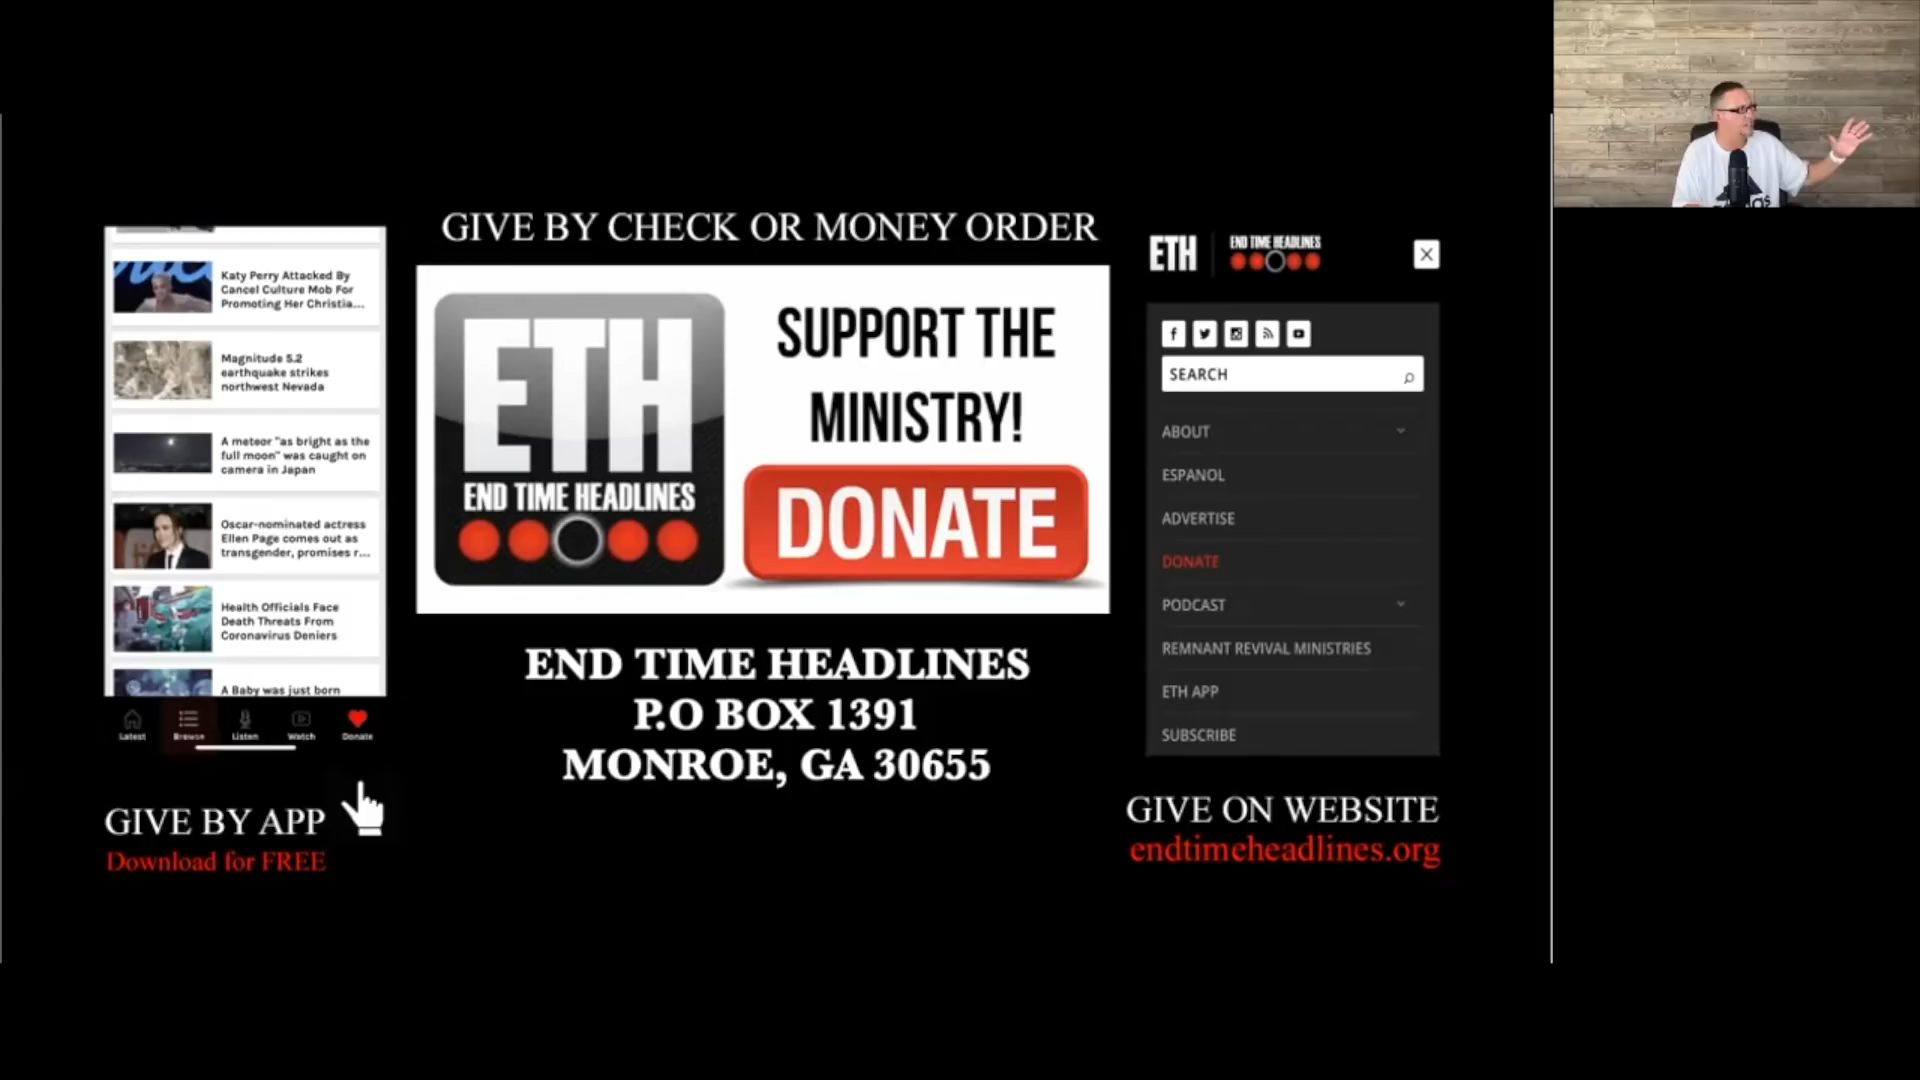 Katy Perry Attacked By
Cancel Culture Mob For
Promoting Her Christia...
Magnitude 5.2
earthquake strikes
northwest Nevada
A meteor "as bright as the
full moon" was caught on
camera in Japan
Oscar-nominated actress
Ellen Page comes out as
transgender, promises r...
Health Officials Face
Death Threats From
Coronavirus Deniers
A Baby was just born
Latest Browse Listen Watch Donate
GIVE BY APP
Download for FREE
GIVE BY CHECK OR MONEY ORDER
ETH
END TIME HEADLINES
SUPPORT THE
MINISTRY!
DONATE
END TIME HEADLINES
P.O BOX 1391
MONROE, GA 30655
ETH END TIME HEADLINES
SEARCH
ABOUT
ESPANOL
ADVERTISE
DONATE
PODCAST
REMNANT REVIVAL MINISTRIES
ETH APP
SUBSCRIBE
GIVE ON WEBSITE
endtimeheadlines.org